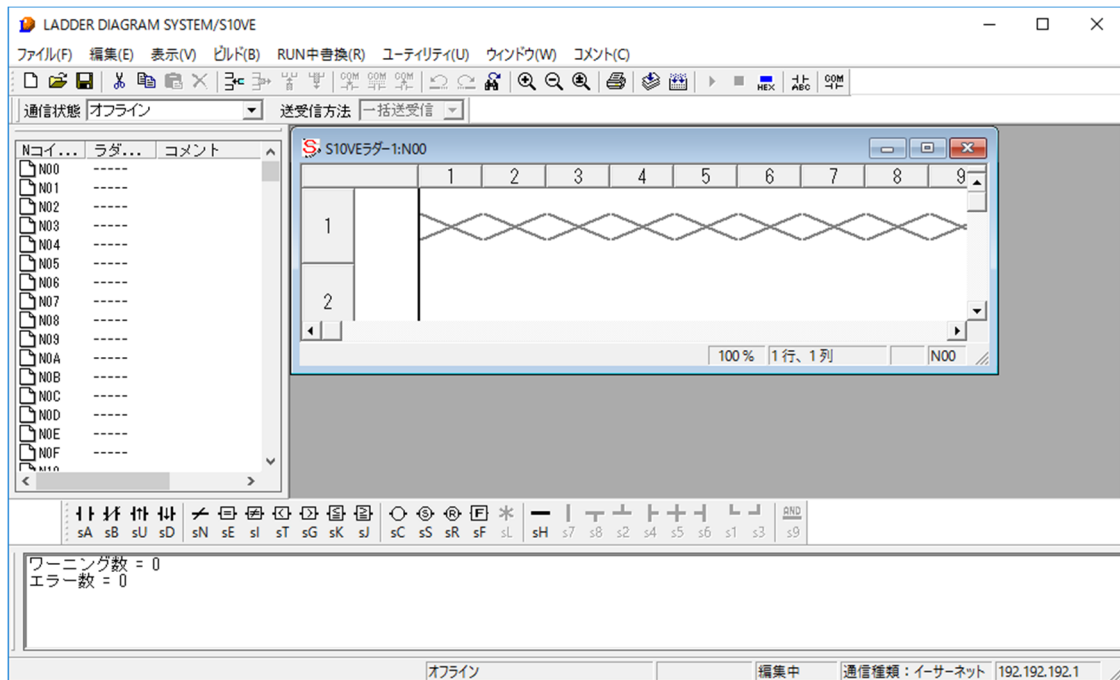 LADDER DIAGRAM SYSTEM/S10VE
ファイル(F) 編集(E) 表示(V) ビルド(B) RUN中書換(R) ユーティリティ(U) ウィンドウ(W) コメント(C)
COM COM COM HEX ABC COM
通信状態 オフライン 送受信方法 一括送受信
Nコイ... ラダ... コメント
N00 -----
N01 -----
N02 -----
N03 -----
N04 -----
N05 -----
N06 -----
N07 -----
N08 -----
N09 -----
N0A -----
N0B -----
N0C -----
N0D -----
N0E -----
N0F -----
N10
S10VEラダー1:N00
1 2 3 4 5 6 7 8 9
1
2
100 % 1 行、1 列 N00
F AND
sA sB sU sD sN sE sI sT sG sK sJ sC sS sR sF sL sH s7 s8 s2 s4 s5 s6 s1 s3 s9
ワーニング数 = 0
エラー数 = 0
オフライン 編集中 通信種類：イーサーネット 192.192.192.1